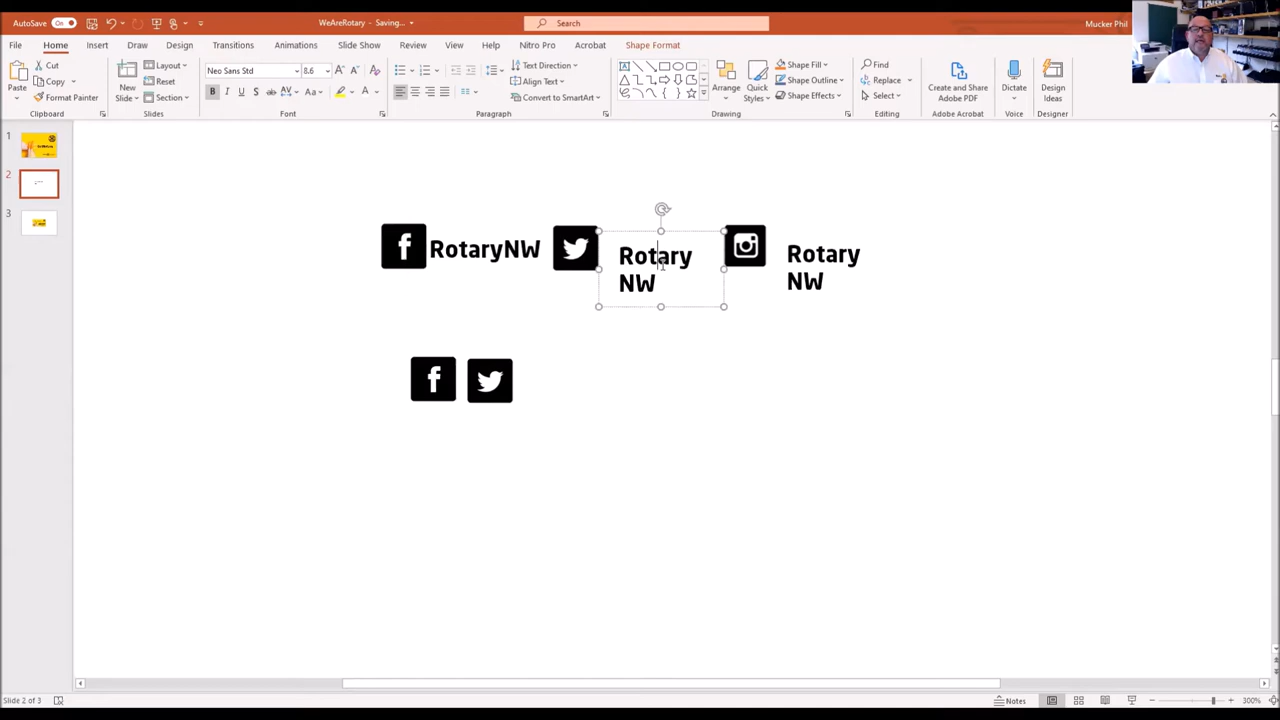 AutoSave On WeAreRotary - Saving... Search Mucker Phil
File Home Insert Draw Design Transitions Animations Slide Show Review View Help Nitro Pro Acrobat Shape Format
Paste Cut Copy Format Painter Clipboard
New Slide Layout Reset Section Slides
Neo Sans Std 8.6 Font
Text Direction Align Text Convert to SmartArt Paragraph
Arrange Quick Styles Shape Fill Shape Outline Shape Effects Drawing
Find Replace Select Editing
Create and Share Adobe PDF Adobe Acrobat
Dictate Voice
Design Ideas Designer
1
2
3
RotaryNW
Rotary
NW
Rotary
NW
Slide 2 of 3 Notes 300%